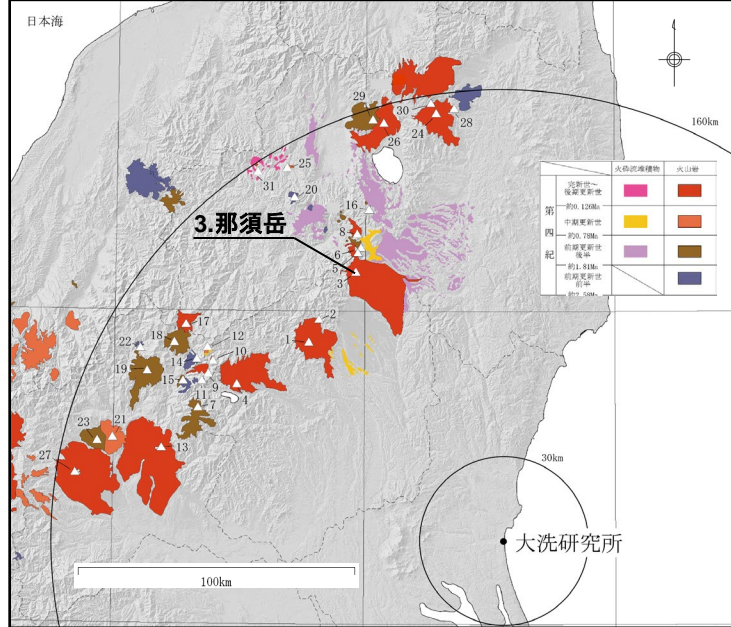 日本海
160km
29
30
24
28
26
25
31
20
16
8
6
5
3
3.那須岳
火砕流堆積物
火山岩
第四紀
完新世～
後期更新世
約0.126Ma
中期更新世
約0.78Ma
前期更新世
後半
約1.81Ma
前期更新世
前半
約2.58Ma
17
2
18
12
1
22
14
10
19
15
9
4
11
7
23
21
13
27
30km
大洗研究所
100km